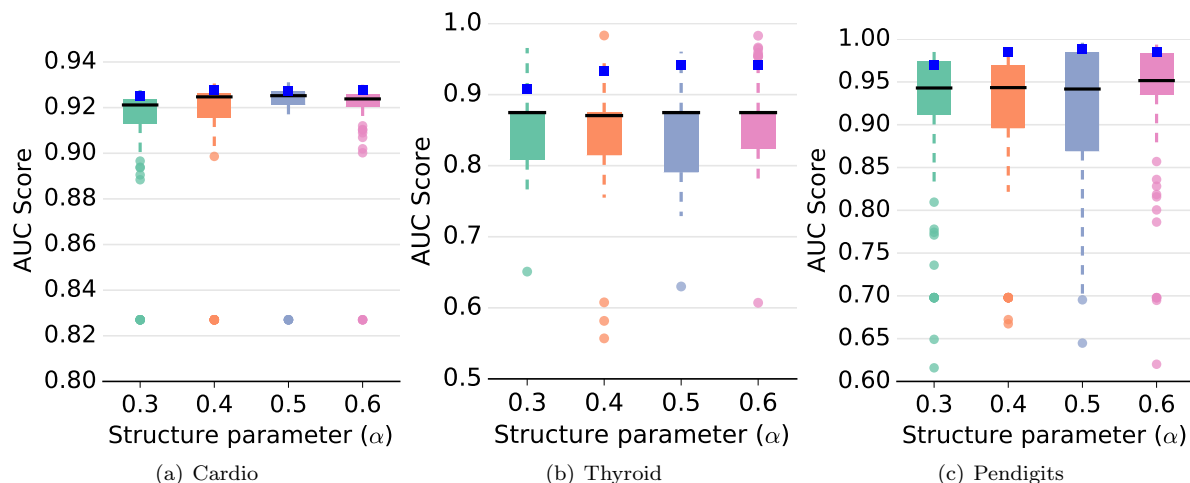 AUC Score
0.94
0.92
0.90
0.88
0.86
0.84
0.82
0.80
0.3 0.4 0.5 0.6
Structure parameter (α)
(a) Cardio
AUC Score
1.0
0.9
0.8
0.7
0.6
0.5
0.3 0.4 0.5 0.6
Structure parameter (α)
(b) Thyroid
AUC Score
1.00
0.95
0.90
0.85
0.80
0.75
0.70
0.65
0.60
0.3 0.4 0.5 0.6
Structure parameter (α)
(c) Pendigits